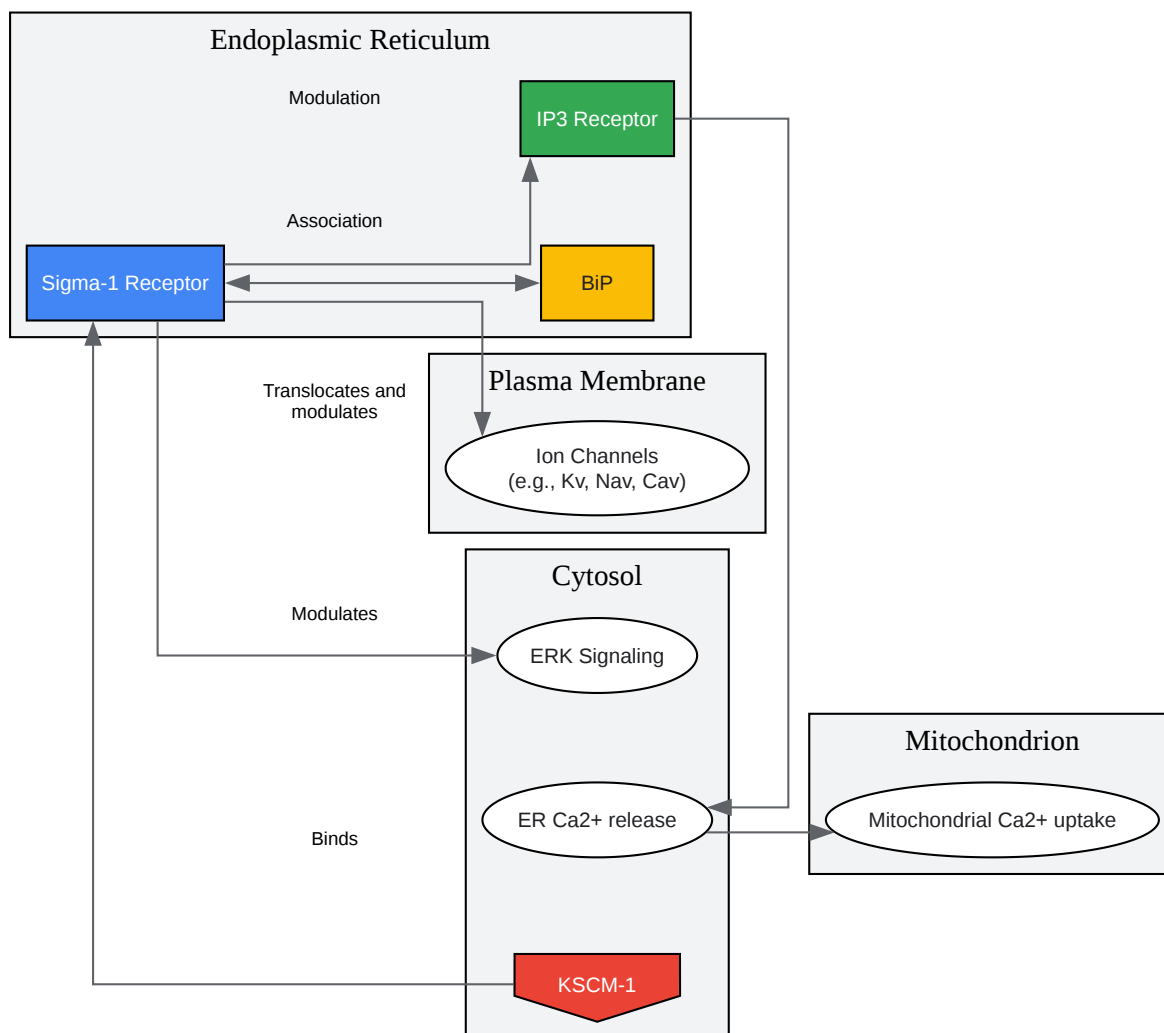 Endoplasmic Reticulum
Modulation
IP3 Receptor
Association
Sigma-1 Receptor
BiP
Plasma Membrane
Translocates and
modulates
Ion Channels
(e.g., Kv, Nav, Cav)
Cytosol
Modulates
ERK Signaling
Mitochondrion
Binds
ER Ca2+ release
Mitochondrial Ca2+ uptake
KSCM-1